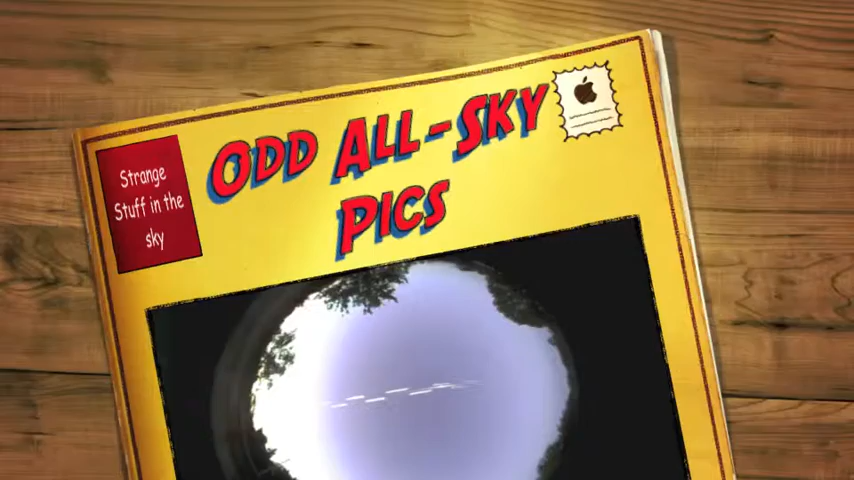 ODD ALL-SKY
PICS
Strange
Stuff in the
sky